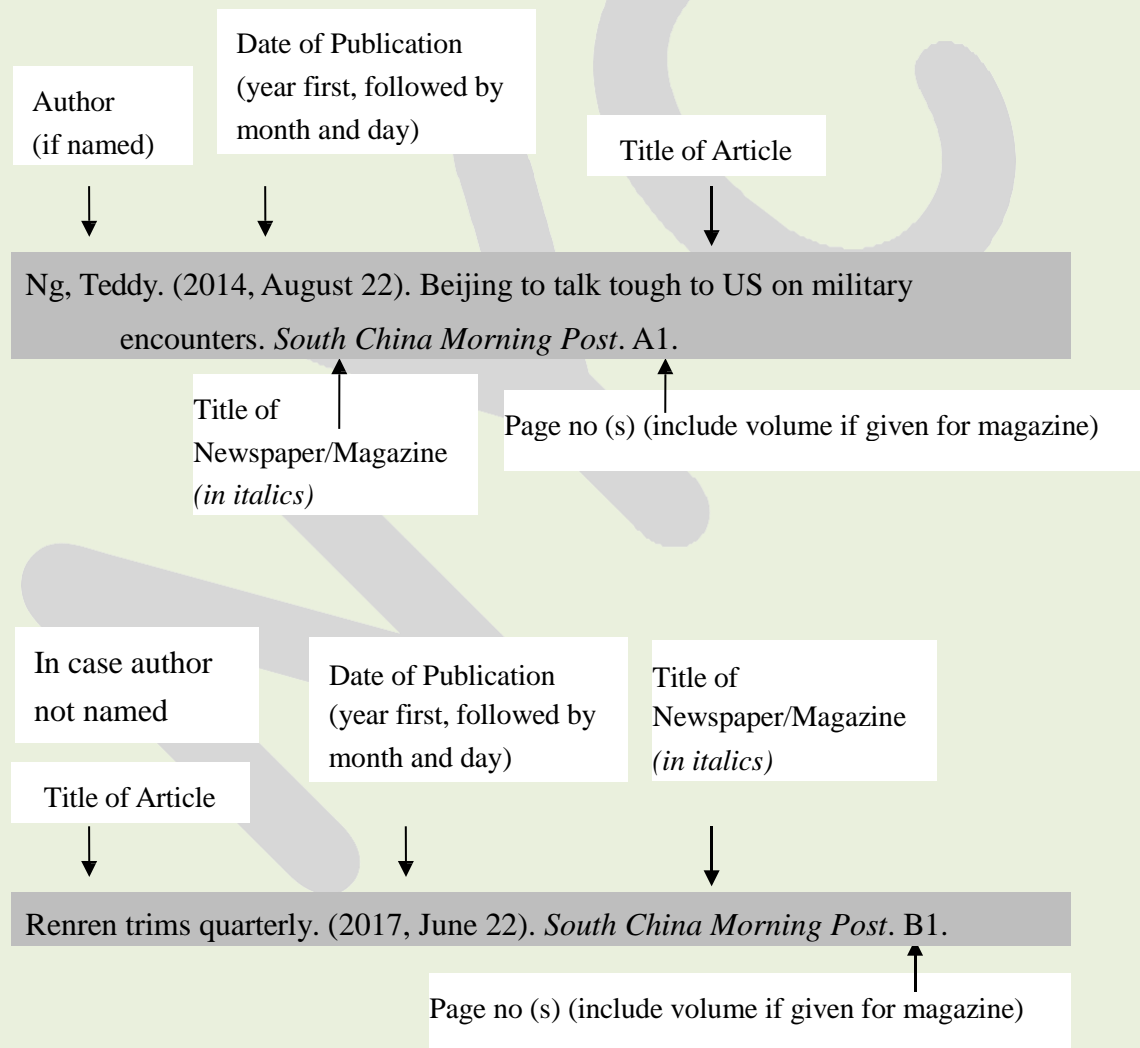 Date of Publication
(year first, followed by
month and day)
Author
(if named)
Title of Article
Ng, Teddy. (2014, August 22). Beijing to talk tough to US on military
encounters. South China Morning Post. A1.
Title of
Newspaper/Magazine
(in italics)
Page no (s) (include volume if given for magazine)
In case author
not named
Title of Article
Date of Publication
(year first, followed by
month and day)
Title of
Newspaper/Magazine
(in italics)
Renren trims quarterly. (2017, June 22). South China Morning Post. B1.
Page no (s) (include volume if given for magazine)